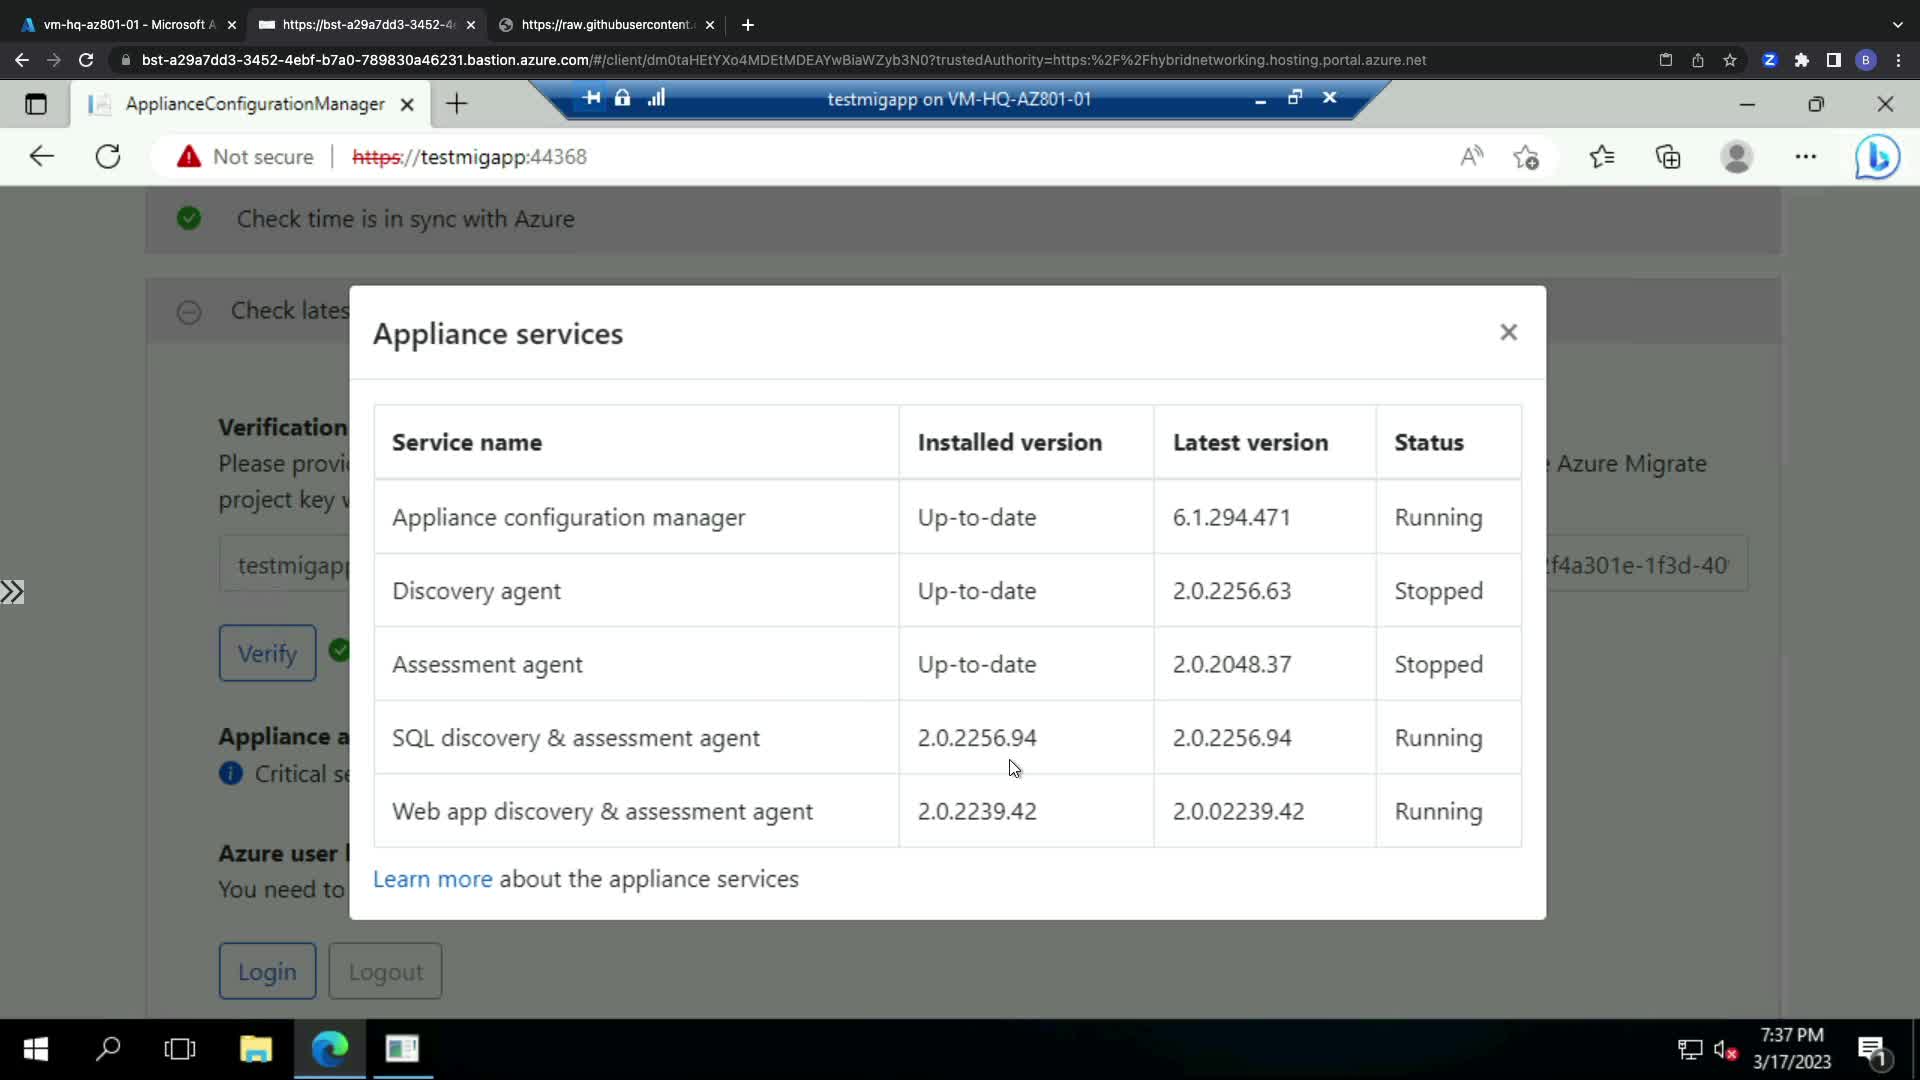 vm-hq-az801-01 - Microsoft A
https://bst-a29a7dd3-3452-4e
https://raw.githubusercontent.
bst-a29a7dd3-3452-4ebf-b7a0-789830a46231.bastion.azure.com/#/client/dm0taHEtYXo4MDEtMDEAYwBiaWZyb3N0?trustedAuthority=https:%2F%2Fhybridnetworking.hosting.portal.azure.net
B
ApplianceConfigurationManager
testmigapp on VM-HQ-AZ801-01
Not secure
https://testmigapp:44368
Check time is in sync with Azure
Check lates
Verification
Please provi
Azure Migrate
project key
testmigap
2f4a301e-1f3d-40
Verify
Appliance a
Critical se
Azure user
You need to
Login Logout
Appliance services
Service name Installed version Latest version Status
Appliance configuration manager Up-to-date 6.1.294.471 Running
Discovery agent Up-to-date 2.0.2256.63 Stopped
Assessment agent Up-to-date 2.0.2048.37 Stopped
SQL discovery & assessment agent 2.0.2256.94 2.0.2256.94 Running
Web app discovery & assessment agent 2.0.2239.42 2.0.02239.42 Running
Learn more about the appliance services
7:37 PM
3/17/2023
1